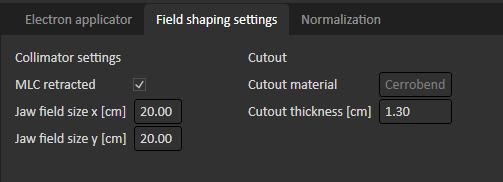 Electron applicator Field shaping settings Normalization
Collimator settings Cutout
MLC retracted Cutout material Cerrobend
Jaw field size x [cm] 20.00 Cutout thickness [cm] 1.30
Jaw field size y [cm] 20.00